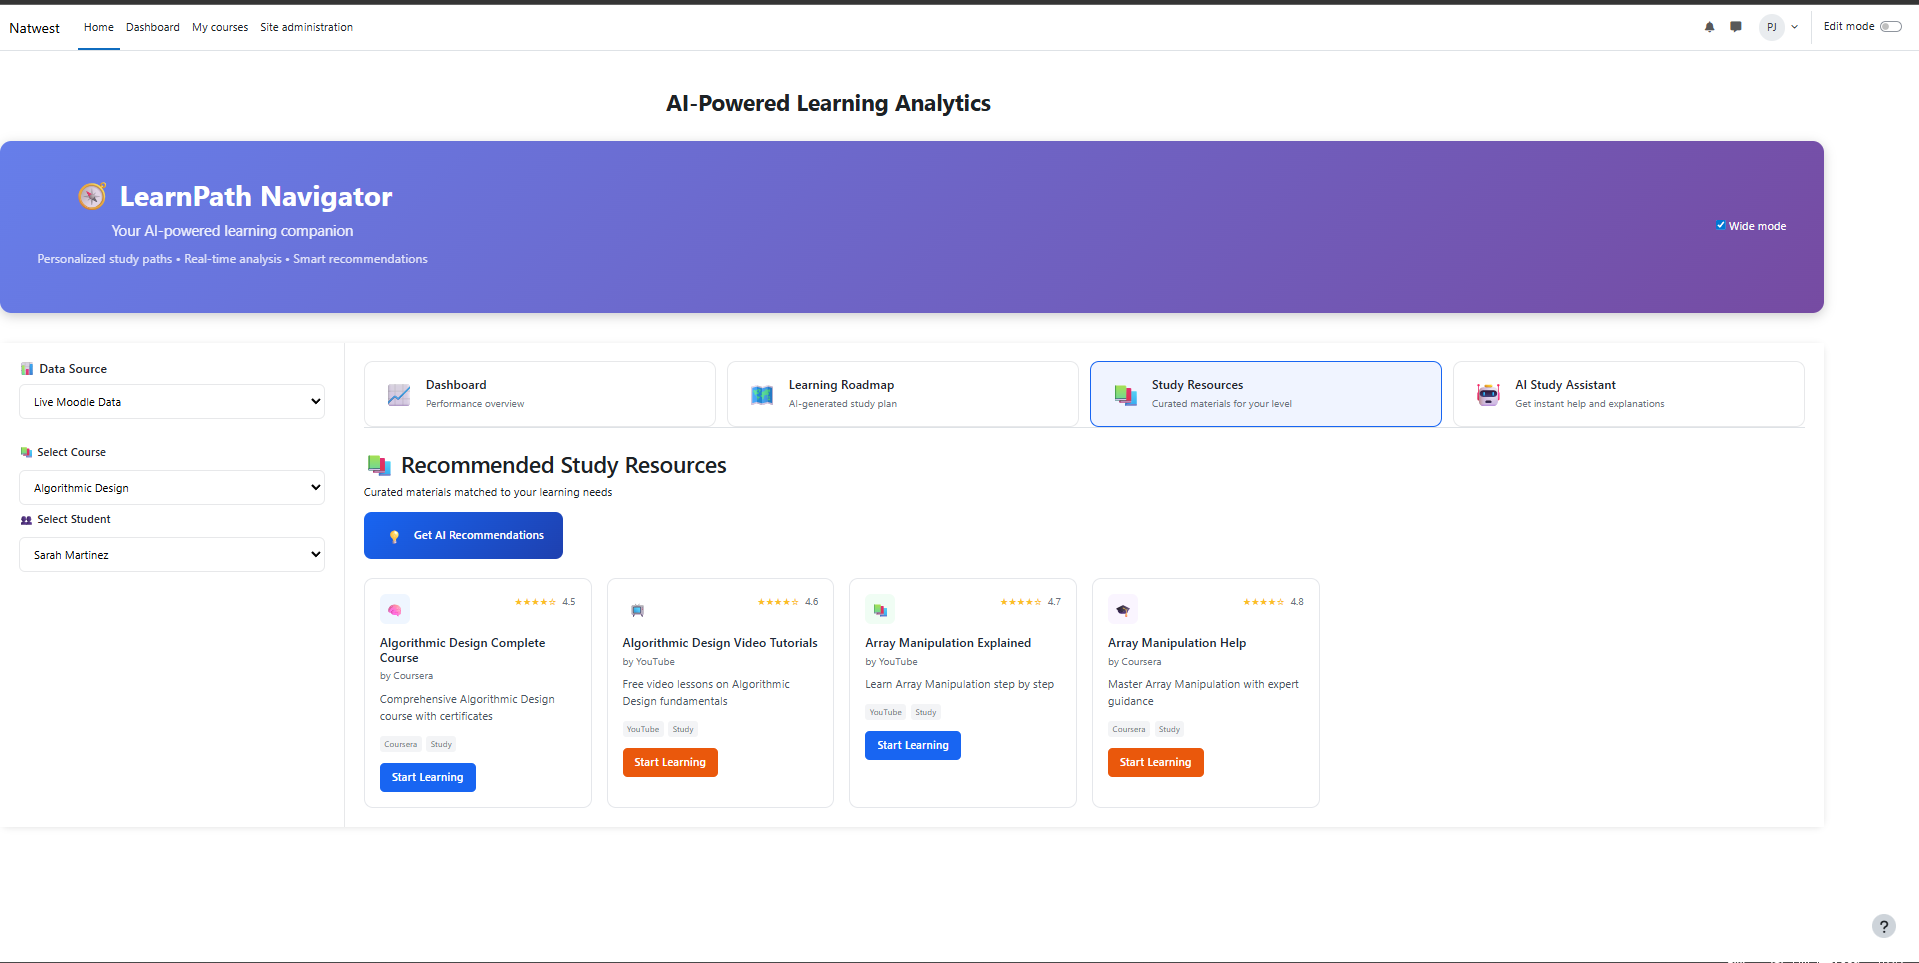 Natwest
Home Dashboard My courses Site administration
PJ
Edit mode
AI-Powered Learning Analytics
LearnPath Navigator
Your AI-powered learning companion
Personalized study paths • Real-time analysis • Smart recommendations
Wide mode
Data Source
Live Moodle Data
Select Course
Algorithmic Design
Select Student
Sarah Martinez
Dashboard
Performance overview
Learning Roadmap
AI-generated study plan
Study Resources
Curated materials for your level
AI Study Assistant
Get instant help and explanations
Recommended Study Resources
Curated materials matched to your learning needs
Get AI Recommendations
★★★★☆ 4.5
Algorithmic Design Complete
Course
by Coursera
Comprehensive Algorithmic Design
course with certificates
Coursera Study
Start Learning
★★★★☆ 4.6
Algorithmic Design Video Tutorials
by YouTube
Free video lessons on Algorithmic
Design fundamentals
YouTube Study
Start Learning
★★★★☆ 4.7
Array Manipulation Explained
by YouTube
Learn Array Manipulation step by step
YouTube Study
Start Learning
★★★★☆ 4.8
Array Manipulation Help
by Coursera
Master Array Manipulation with expert
guidance
Coursera Study
Start Learning
?